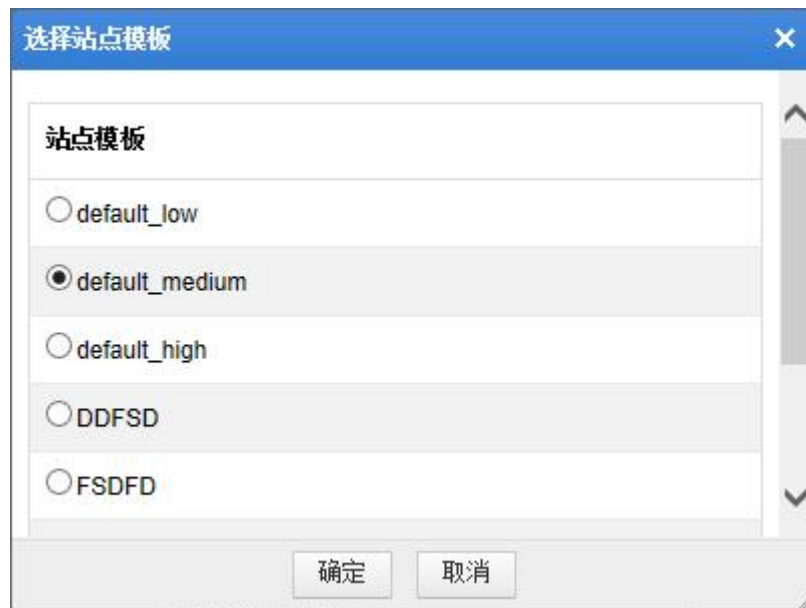 选择站点模板
站点模板
default_low
default_medium
default_high
DDFSD
FSDFD
确定
取消